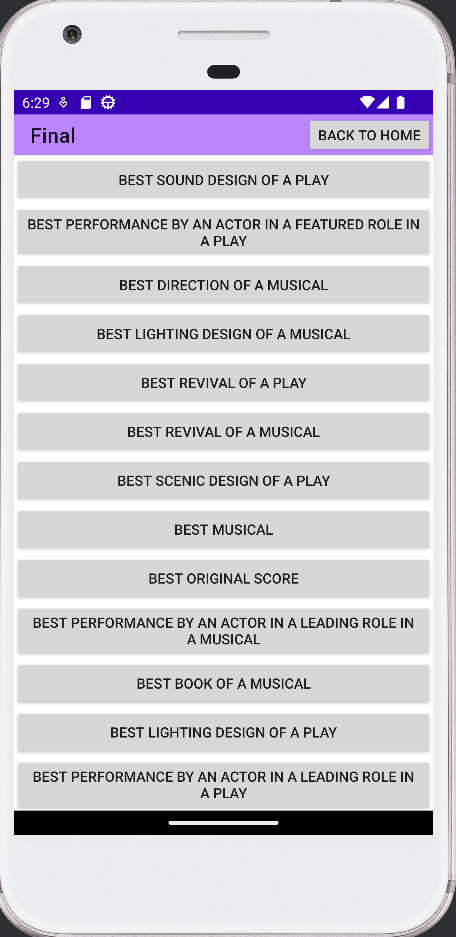 6:29
Final
BACK TO HOME
BEST SOUND DESIGN OF A PLAY
BEST PERFORMANCE BY AN ACTOR IN A FEATURED ROLE IN
A PLAY
BEST DIRECTION OF A MUSICAL
BEST LIGHTING DESIGN OF A MUSICAL
BEST REVIVAL OF A PLAY
BEST REVIVAL OF A MUSICAL
BEST SCENIC DESIGN OF A PLAY
BEST MUSICAL
BEST ORIGINAL SCORE
BEST PERFORMANCE BY AN ACTOR IN A LEADING ROLE IN
A MUSICAL
BEST BOOK OF A MUSICAL
BEST LIGHTING DESIGN OF A PLAY
BEST PERFORMANCE BY AN ACTOR IN A LEADING ROLE IN
A PLAY